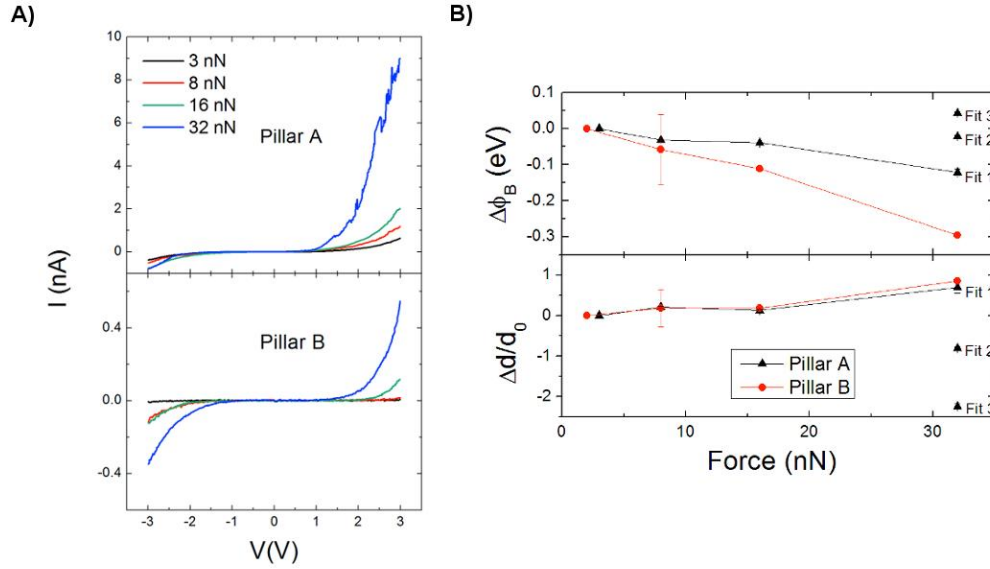 A)
10
8
6
4
2
0
3 nN
8 nN
16 nN
32 nN
Pillar A
I (nA)
0.4
0.0
-0.4
Pillar B
-3 -2 -1 0 1 2 3
V(V)
B)
0.1
0.0
-0.1
-0.2
-0.3
ΔϕB (eV)
Fit 3
Fit 2
Fit 1
1
0
-1
-2
Δd/d0
Fit 1
Fit 2
Fit 3
Pillar A
Pillar B
0 10 20 30
Force (nN)